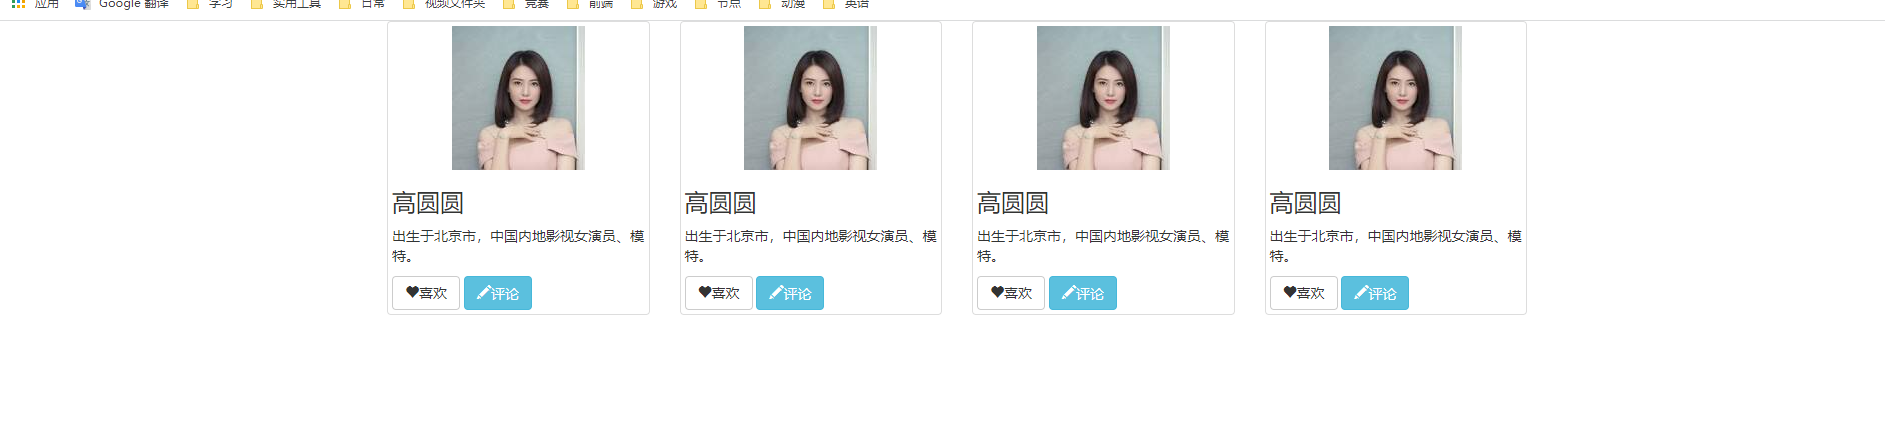 应用 Google 翻译 学习 实用工具 日常 视频文件夹 竞赛 前端 游戏 节点 动漫 英语
高圆圆 高圆圆 高圆圆 高圆圆
出生于北京市，中国内地影视女演员、模 出生于北京市，中国内地影视女演员、模 出生于北京市，中国内地影视女演员、模 出生于北京市，中国内地影视女演员、模
特。 特。 特。 特。
喜欢 评论 喜欢 评论 喜欢 评论 喜欢 评论